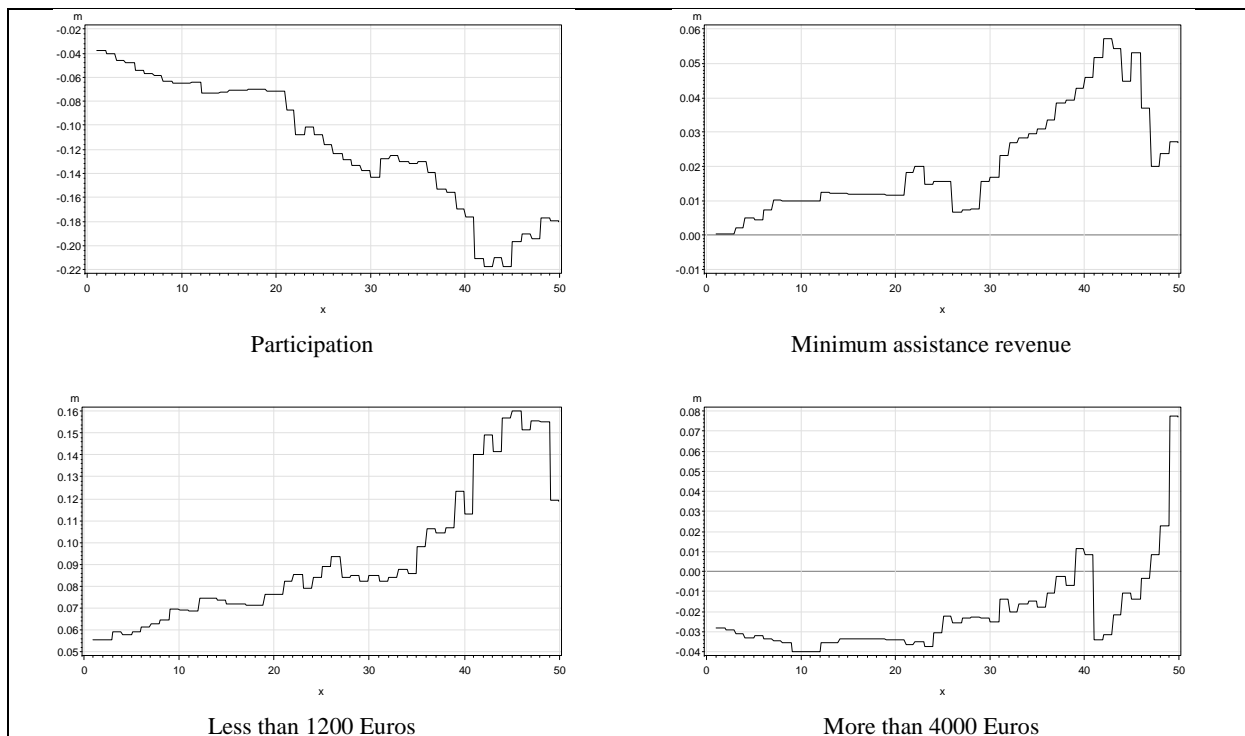 m
-0.02
-0.04
-0.06
-0.08
-0.10
-0.12
-0.14
-0.16
-0.18
-0.20
-0.22
0 10 20 30 40 50
x
Participation
m
0.06
0.05
0.04
0.03
0.02
0.01
0.00
-0.01
0 10 20 30 40 50
x
Minimum assistance revenue
m
0.16
0.15
0.14
0.13
0.12
0.11
0.10
0.09
0.08
0.07
0.06
0.05
0 10 20 30 40 50
x
Less than 1200 Euros
m
0.08
0.07
0.06
0.05
0.04
0.03
0.02
0.01
0.00
-0.01
-0.02
-0.03
-0.04
0 10 20 30 40 50
x
More than 4000 Euros